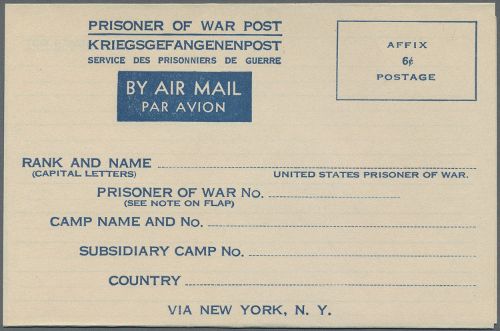 PRISONER OF WAR POST
KRIEGSGEFANGENENPOST
SERVICE DES PRISONNIERS DE GUERRE
BY AIR MAIL
PAR AVION
AFFIX
6¢
POSTAGE
RANK AND NAME
(CAPITAL LETTERS)
UNITED STATES PRISONER OF WAR.
PRISONER OF WAR No.
(SEE NOTE ON FLAP)
CAMP NAME AND No.
SUBSIDIARY CAMP No.
COUNTRY
VIA NEW YORK, N. Y.